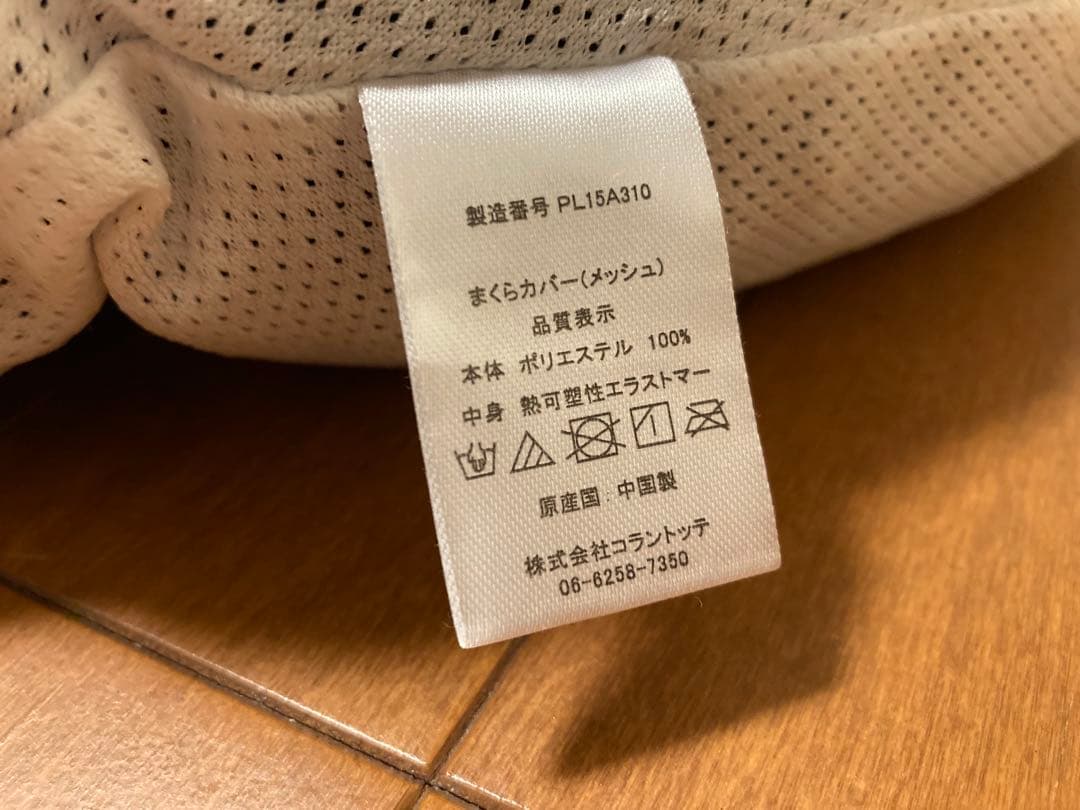 製造番号 PL15A310
まくらカバー(メッシュ)
品質表示
本体 ポリエステル 100%
中身 熱可塑性エラストマー
原産国:中国製
株式会社コラントッテ
06-6258-7350